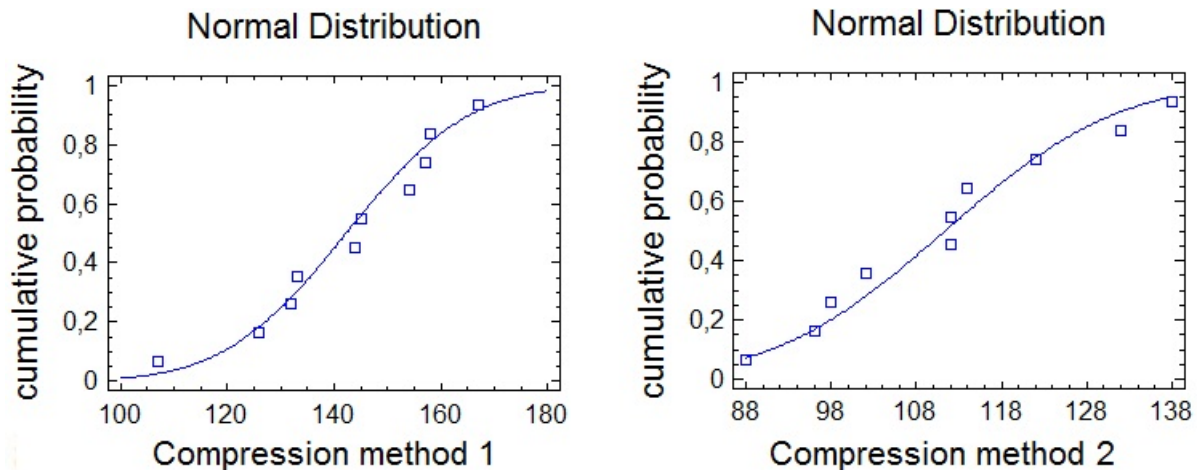 Normal Distribution
cumulative probability
1
0,8
0,6
0,4
0,2
0
100 120 140 160 180
Compression method 1
Normal Distribution
cumulative probability
1
0,8
0,6
0,4
0,2
0
88 98 108 118 128 138
Compression method 2